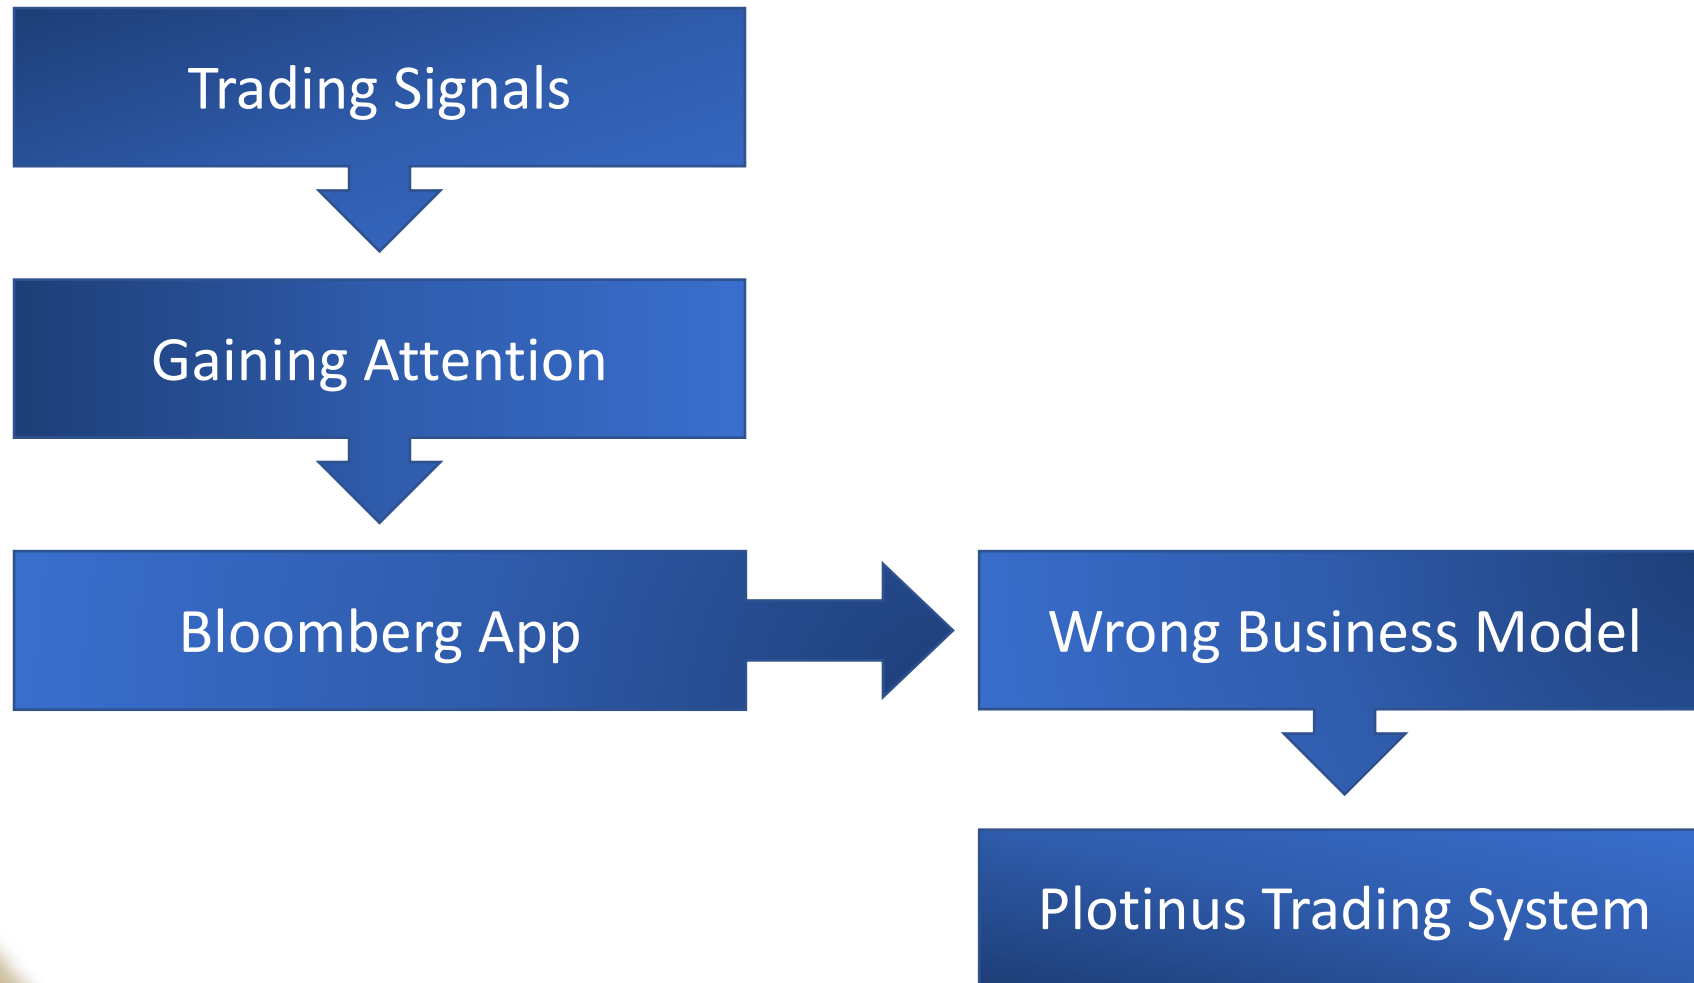 Trading Signals
Gaining Attention
Bloomberg App
Wrong Business Model
Plotinus Trading System